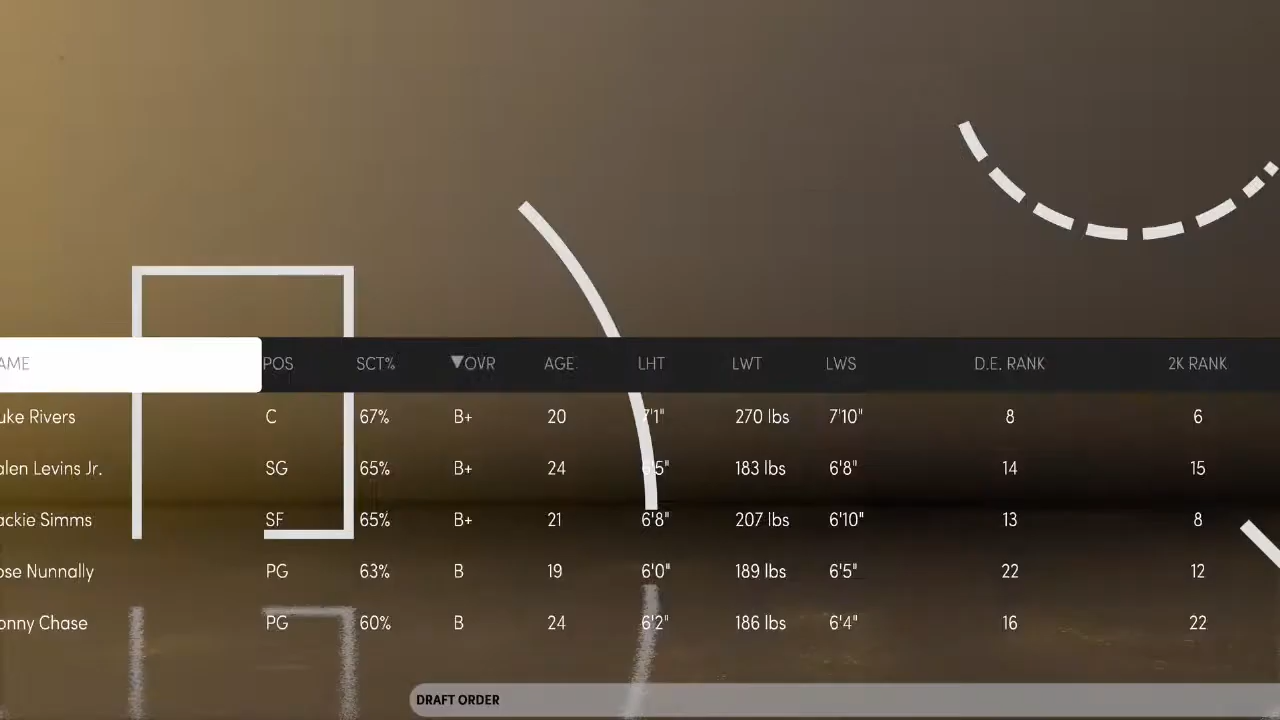 AME POS SCT% ▼OVR AGE LHT LWT LWS D.E. RANK 2K RANK
uke Rivers C 67% B+ 20 7'1" 270 lbs 7'10" 8 6
alen Levins Jr. SG 65% B+ 24 6'5" 183 lbs 6'8" 14 15
ackie Simms SF 65% B+ 21 6'8" 207 lbs 6'10" 13 8
ose Nunnally PG 63% B 19 6'0" 189 lbs 6'5" 22 12
onny Chase PG 60% B 24 6'2" 186 lbs 6'4" 16 22
DRAFT ORDER